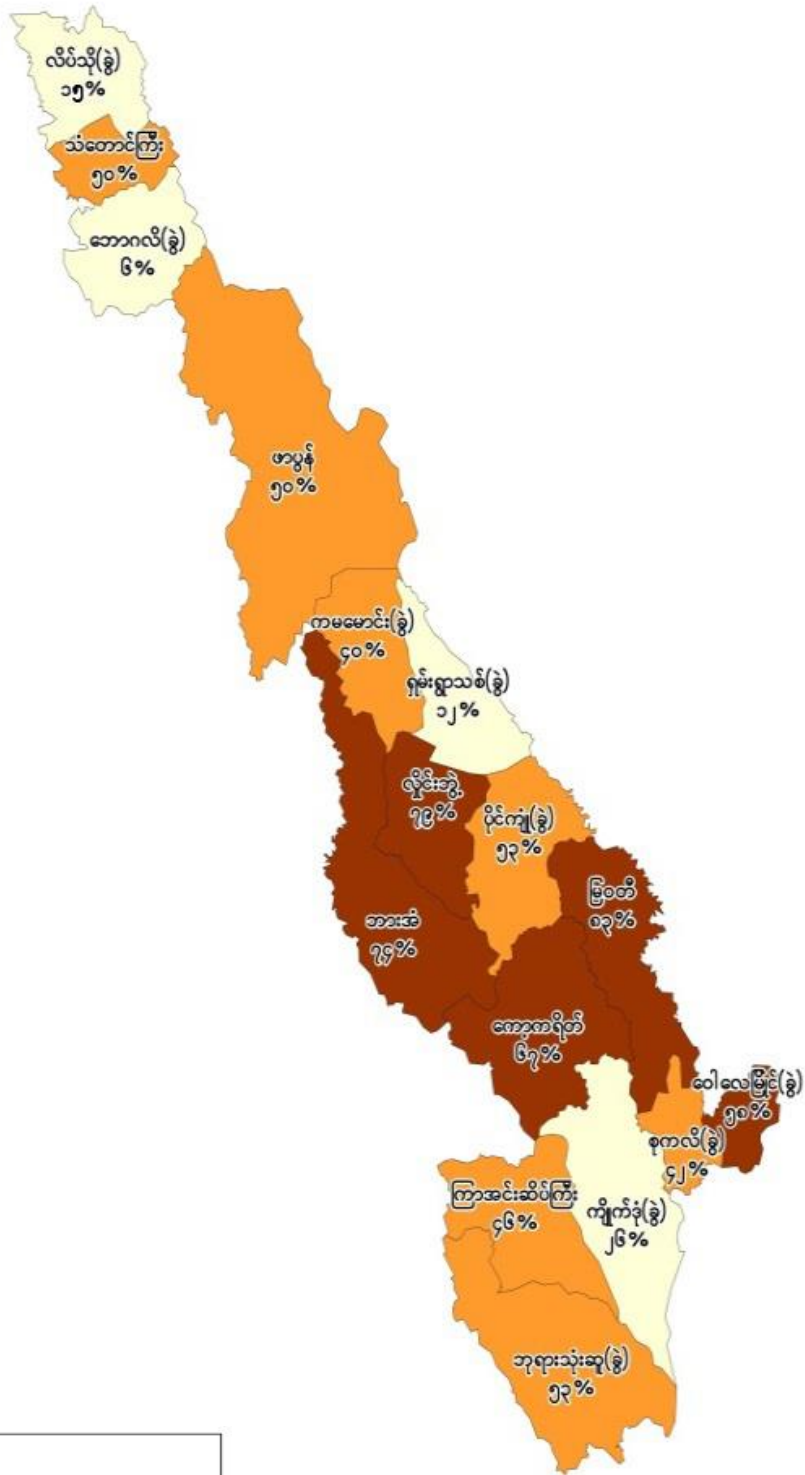 လိပ်သို(ခွဲ)
၁၅%
သံတောင်ကြီး
၅၀%
ဘောဂလိ(ခွဲ)
၆%
ဖာပွန်
၅၀%
ကမမောင်း(ခွဲ)
၄၀%
ရှမ်းရွာသစ်(ခွဲ)
၁၂%
လှိုင်းဘွဲ့
၇၉%
ပိုင်ကျုံ(ခွဲ)
၅၃%
မြဝတီ
၈၃%
ဘားအံ
၇၄%
ကော့ကရိတ်
၆၇%
ဝေါလေမြိုင်(ခွဲ)
၅၈%
စုကလိ(ခွဲ)
၄၂%
ကြာအင်းဆိပ်ကြီး
၄၆%
ကျိုက်ဒုံ(ခွဲ)
၂၆%
ဘုရားသုံးဆူ(ခွဲ)
၅၃%